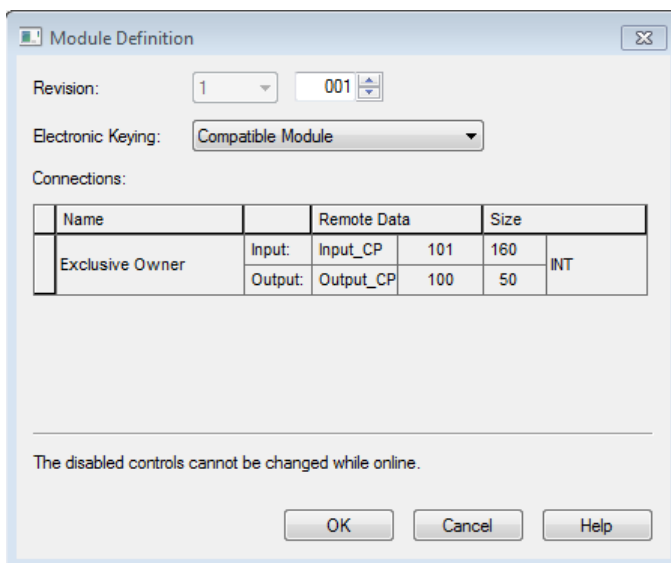 Module Definition
Revision: 1 001
Electronic Keying: Compatible Module
Connections:
Name Remote Data Size
Exclusive Owner Input: Input_CP 101 160 INT
Output: Output_CP 100 50
The disabled controls cannot be changed while online.
OK Cancel Help